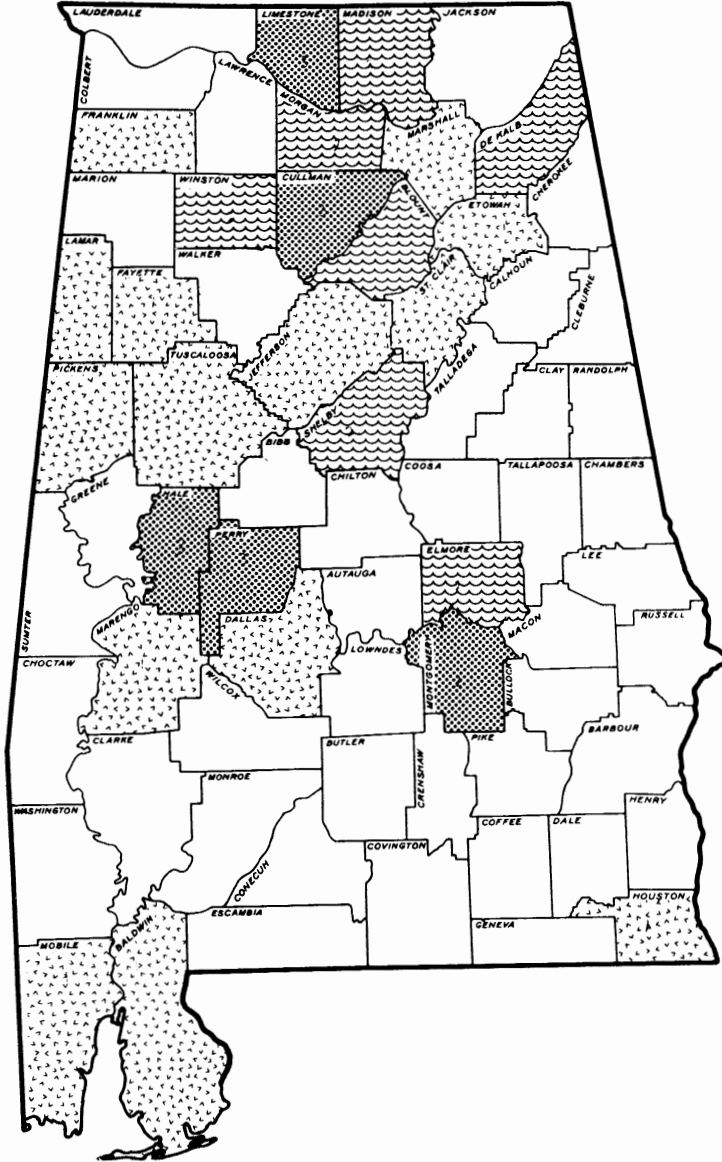 LAUDERDALE
LIMESTONE
MADISON
JACKSON
COLBERT
LAWRENCE
MORGAN
FRANKLIN
MARSHALL
DE KALB
CHEROKEE
MARION
WINSTON
CULLMAN
BLOUNT
ETOWAH
LAMAR
WALKER
ST. CLAIR
CALHOUN
CLEBURNE
FAYETTE
TUSCALOOSA
JEFFERSON
TALLADEGA
PICKENS
CLAY
RANDOLPH
SHELBY
BIBB
GREENE
HALE
CHILTON
COOSA
TALLAPOOSA
CHAMBERS
PERRY
ELMORE
LEE
AUTAUGA
SUMTER
MARENGO
DALLAS
MACON
RUSSELL
CHOCTAW
WILCOX
LOWNDES
MONTGOMERY
BULLOCK
CLARKE
BUTLER
CRENSHAW
PIKE
BARBOUR
MONROE
WASHINGTON
HENRY
COFFEE
DALE
CONECUH
COVINGTON
ESCAMBIA
HOUSTON
GENEVA
MOBILE
BALDWIN